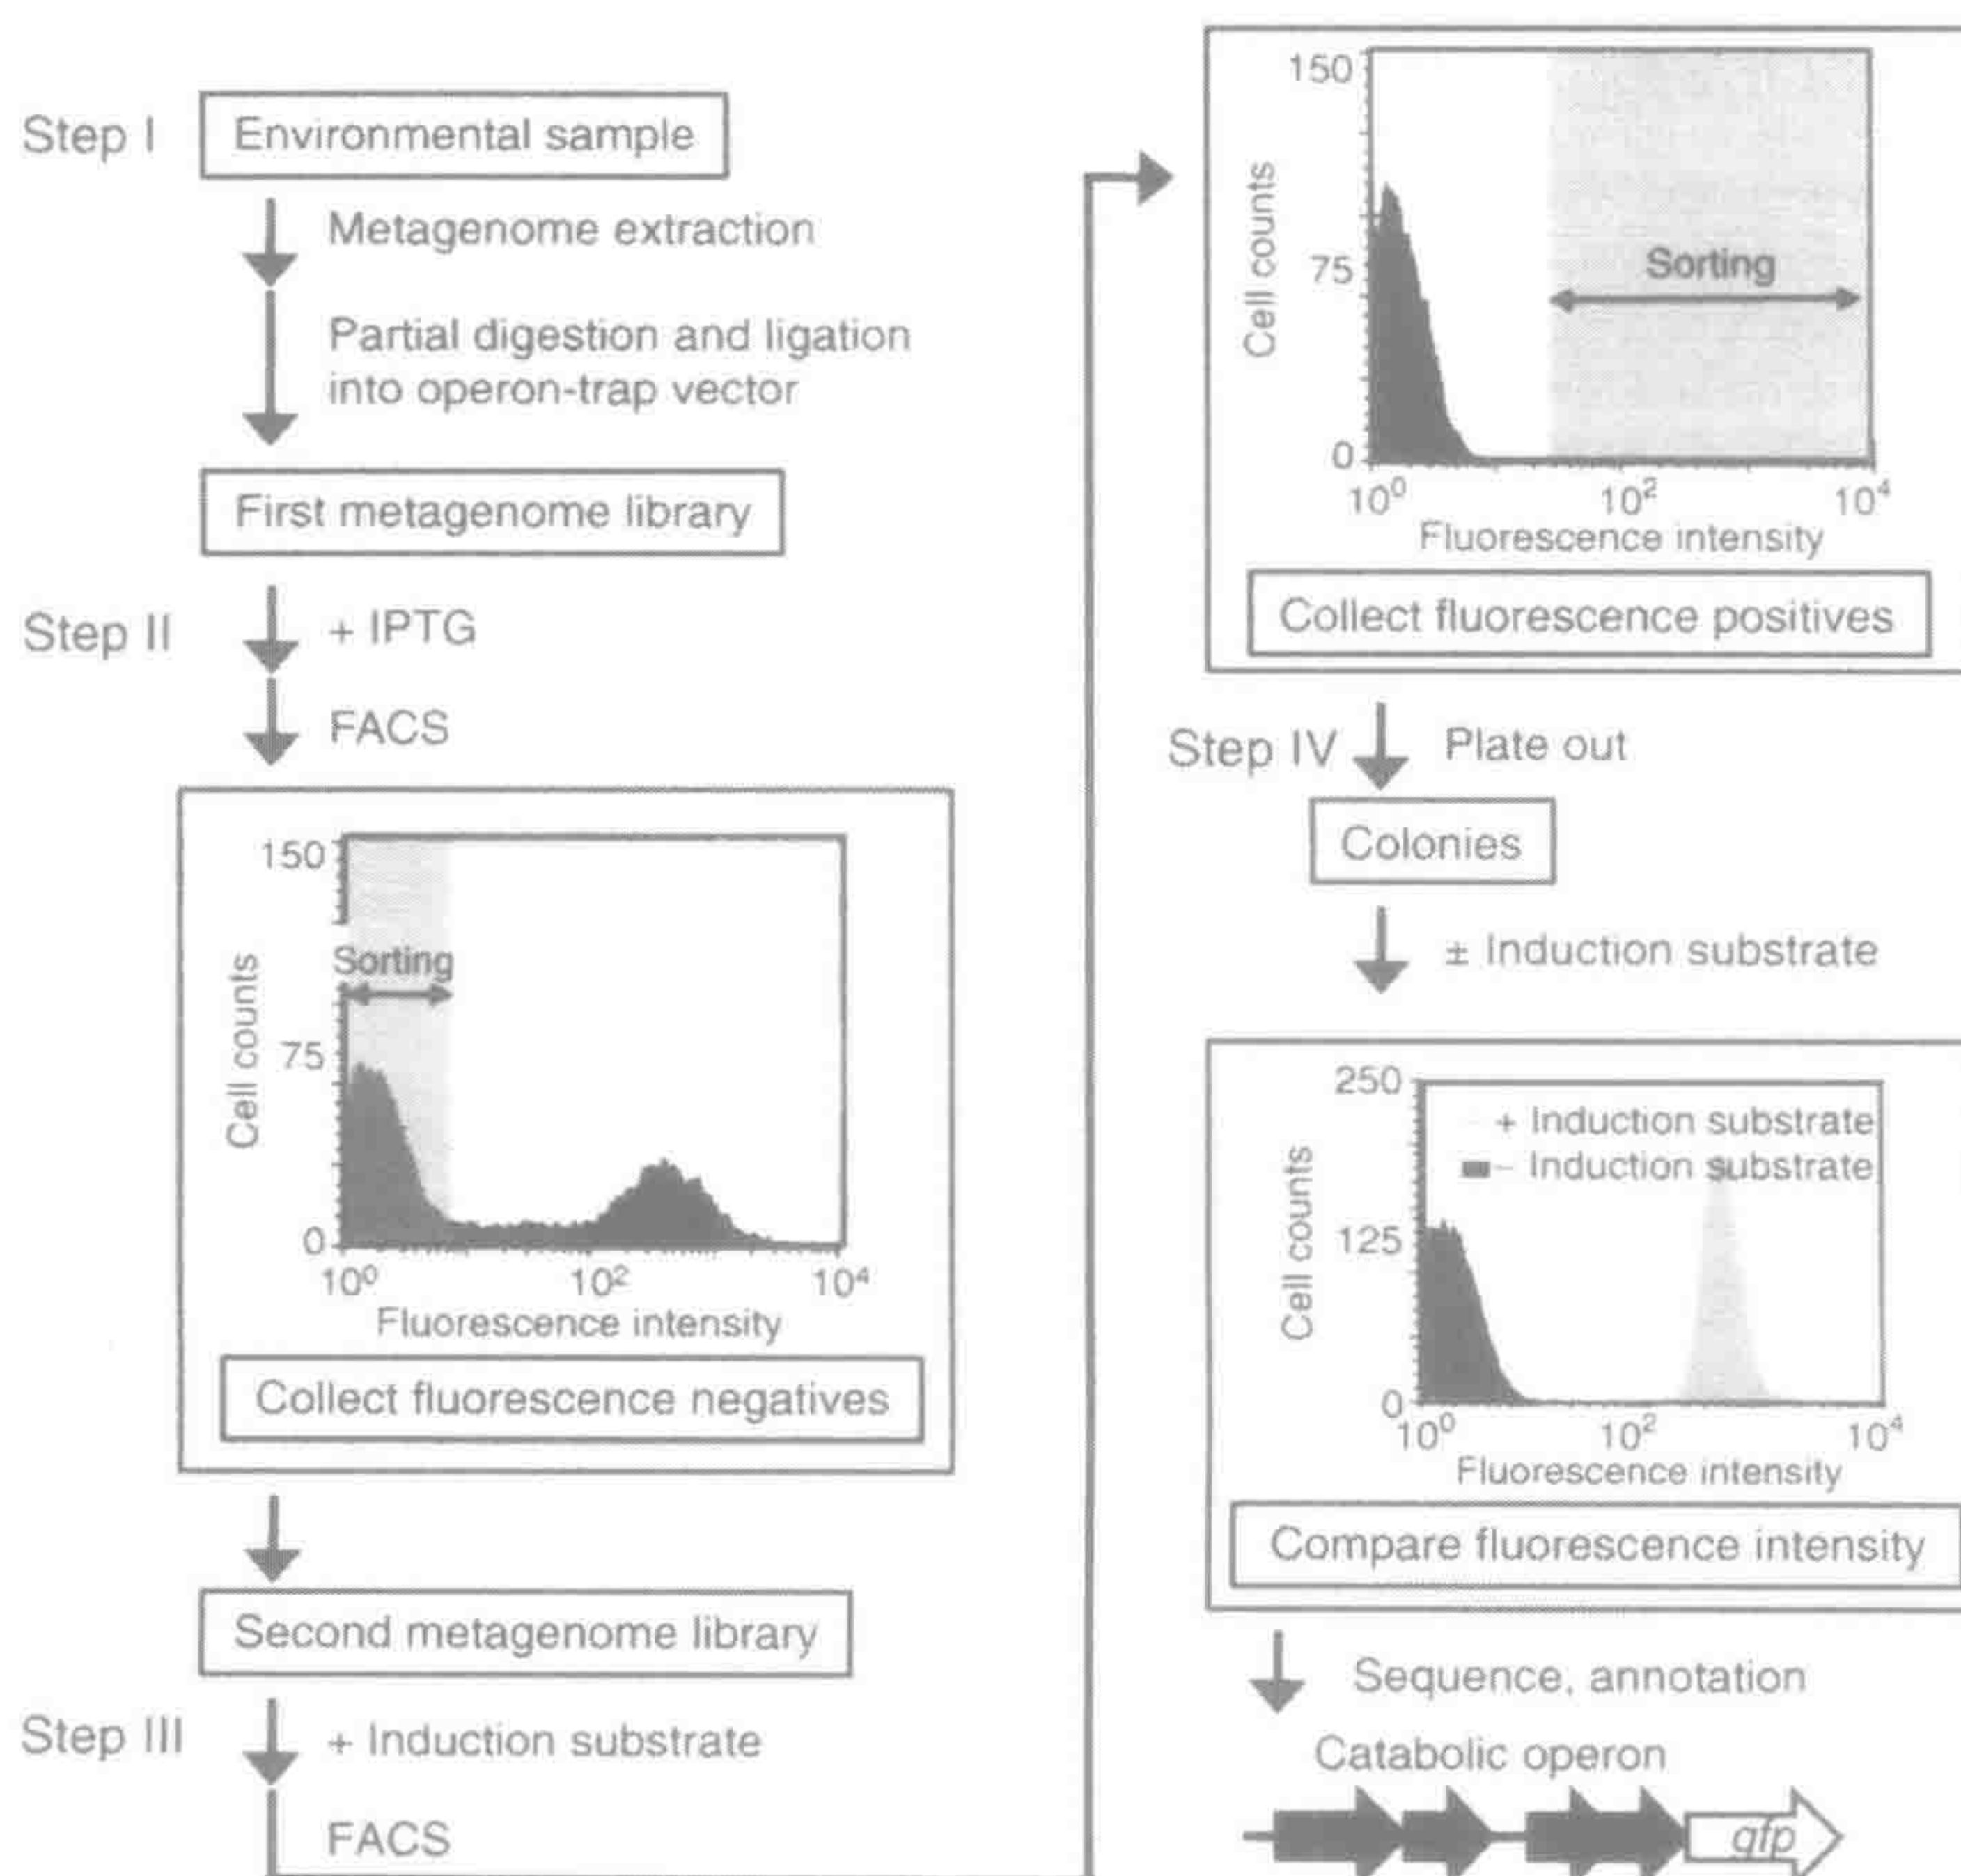 Step I
Environmental sample
Metagenome extraction
Partial digestion and ligation
into operon-trap vector
First metagenome library
Step II
+ IPTG
FACS
150
75
0
Cell counts
Sorting
10⁰
10²
10⁴
Fluorescence intensity
Collect fluorescence negatives
Second metagenome library
Step III
+ Induction substrate
FACS
150
75
0
Cell counts
Sorting
10⁰
10²
10⁴
Fluorescence intensity
Collect fluorescence positives
Step IV
Plate out
Colonies
± Induction substrate
250
125
0
Cell counts
+ Induction substrate
– Induction substrate
10⁰
10²
10⁴
Fluorescence intensity
Compare fluorescence intensity
Sequence, annotation
Catabolic operon
gfp